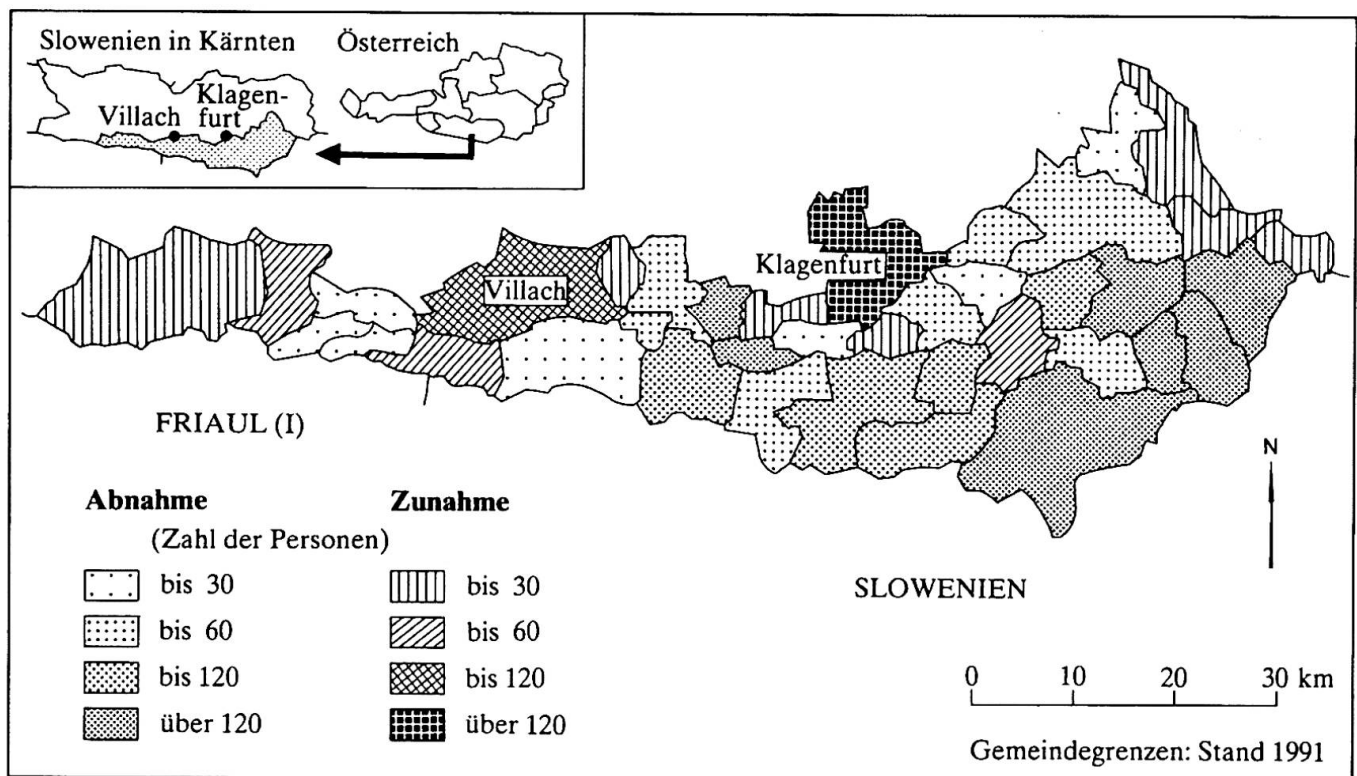 Slowenien in Kärnten
Österreich
Villach
Klagen-
furt
Villach
Klagenfurt
FRIAUL (I)
SLOWENIEN
N
Abnahme
Zunahme
(Zahl der Personen)
bis 30
bis 60
bis 120
über 120
bis 30
bis 60
bis 120
über 120
0 10 20 30 km
Gemeindegrenzen: Stand 1991